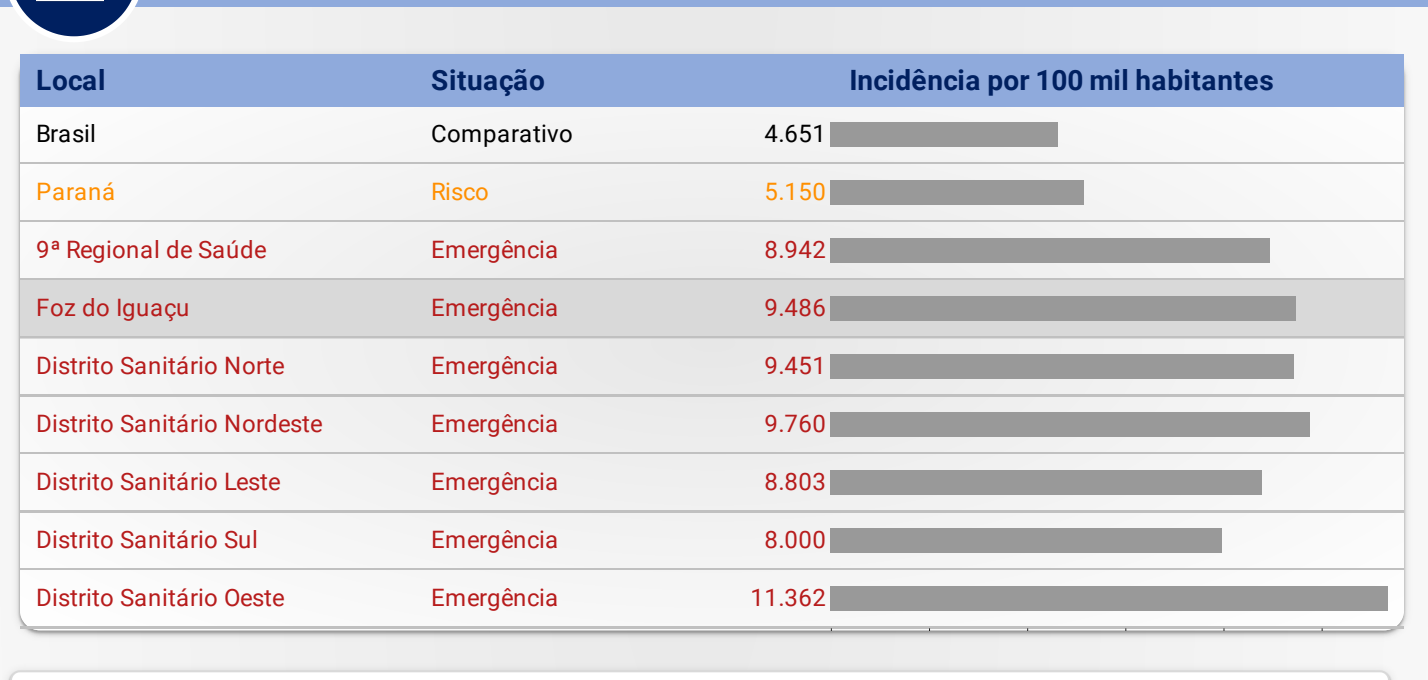 Local Situação Incidência por 100 mil habitantes
Brasil Comparativo 4.651
Paraná Risco 5.150
9ª Regional de Saúde Emergência 8.942
Foz do Iguaçu Emergência 9.486
Distrito Sanitário Norte Emergência 9.451
Distrito Sanitário Nordeste Emergência 9.760
Distrito Sanitário Leste Emergência 8.803
Distrito Sanitário Sul Emergência 8.000
Distrito Sanitário Oeste Emergência 11.362